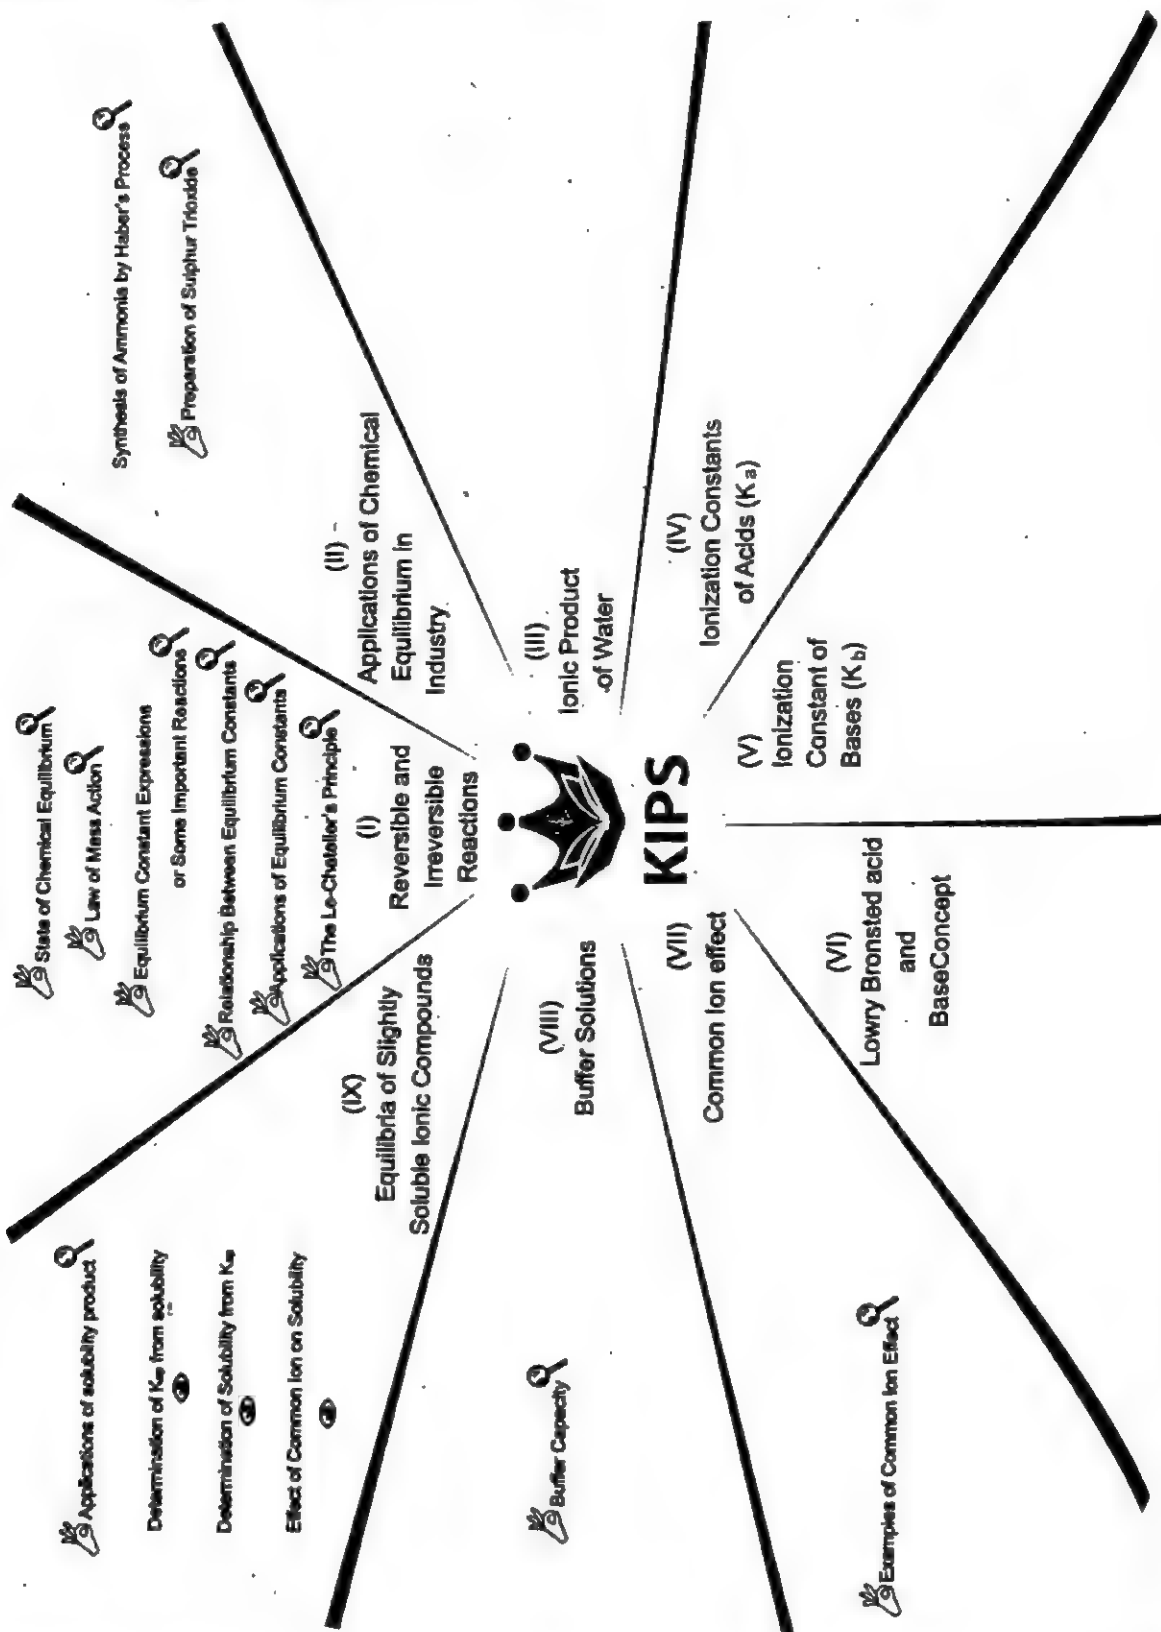 State of Chemical Equilibrium
Law of Mass Action
Equilibrium Constant Expressions
or Some Important Reactions
Relationship Between Equilibrium Constants
Applications of Equilibrium Constants
The Le-Chatelier's Principle
(I)
Reversible and
Irreversible
Reactions
Synthesis of Ammonia by Haber's Process
Preparation of Sulphur Trioxide
(II)
Applications of Chemical
Equilibrium in
Industry
(III)
Ionic Product
of Water
(IV)
Ionization Constants
of Acids (Ka)
(V)
Ionization
Constant of
Bases (Kb)
(VI)
Lowry Bronsted acid
and
BaseConcept
(VII)
Common Ion effect
Examples of Common Ion Effect
(VIII)
Buffer Solutions
Buffer Capacity
(IX)
Equilibria of Slightly
Soluble Ionic Compounds
Applications of solubility product
Determination of Ksp from solubility
Determination of Solubility from Ksp
Effect of Common Ion on Solubility
KIPS